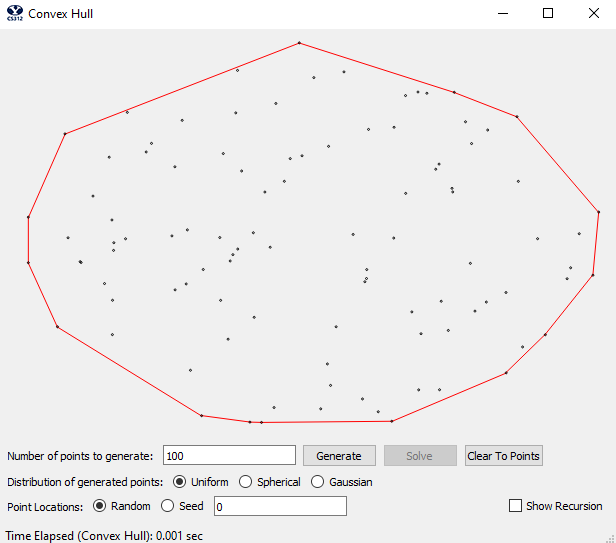 CS312 Convex Hull
Number of points to generate: 100 Generate Solve Clear To Points
Distribution of generated points: Uniform Spherical Gaussian
Point Locations: Random Seed 0 Show Recursion
Time Elapsed (Convex Hull): 0.001 sec